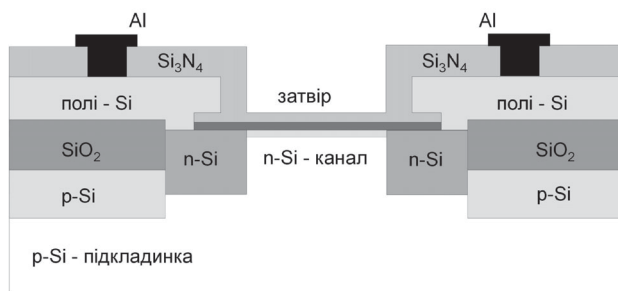 Al Al
Si3N4 Si3N4
полі - Si затвір полі - Si
SiO2 n-Si n-Si - канал n-Si SiO2
p-Si p-Si
p-Si - підкладинка